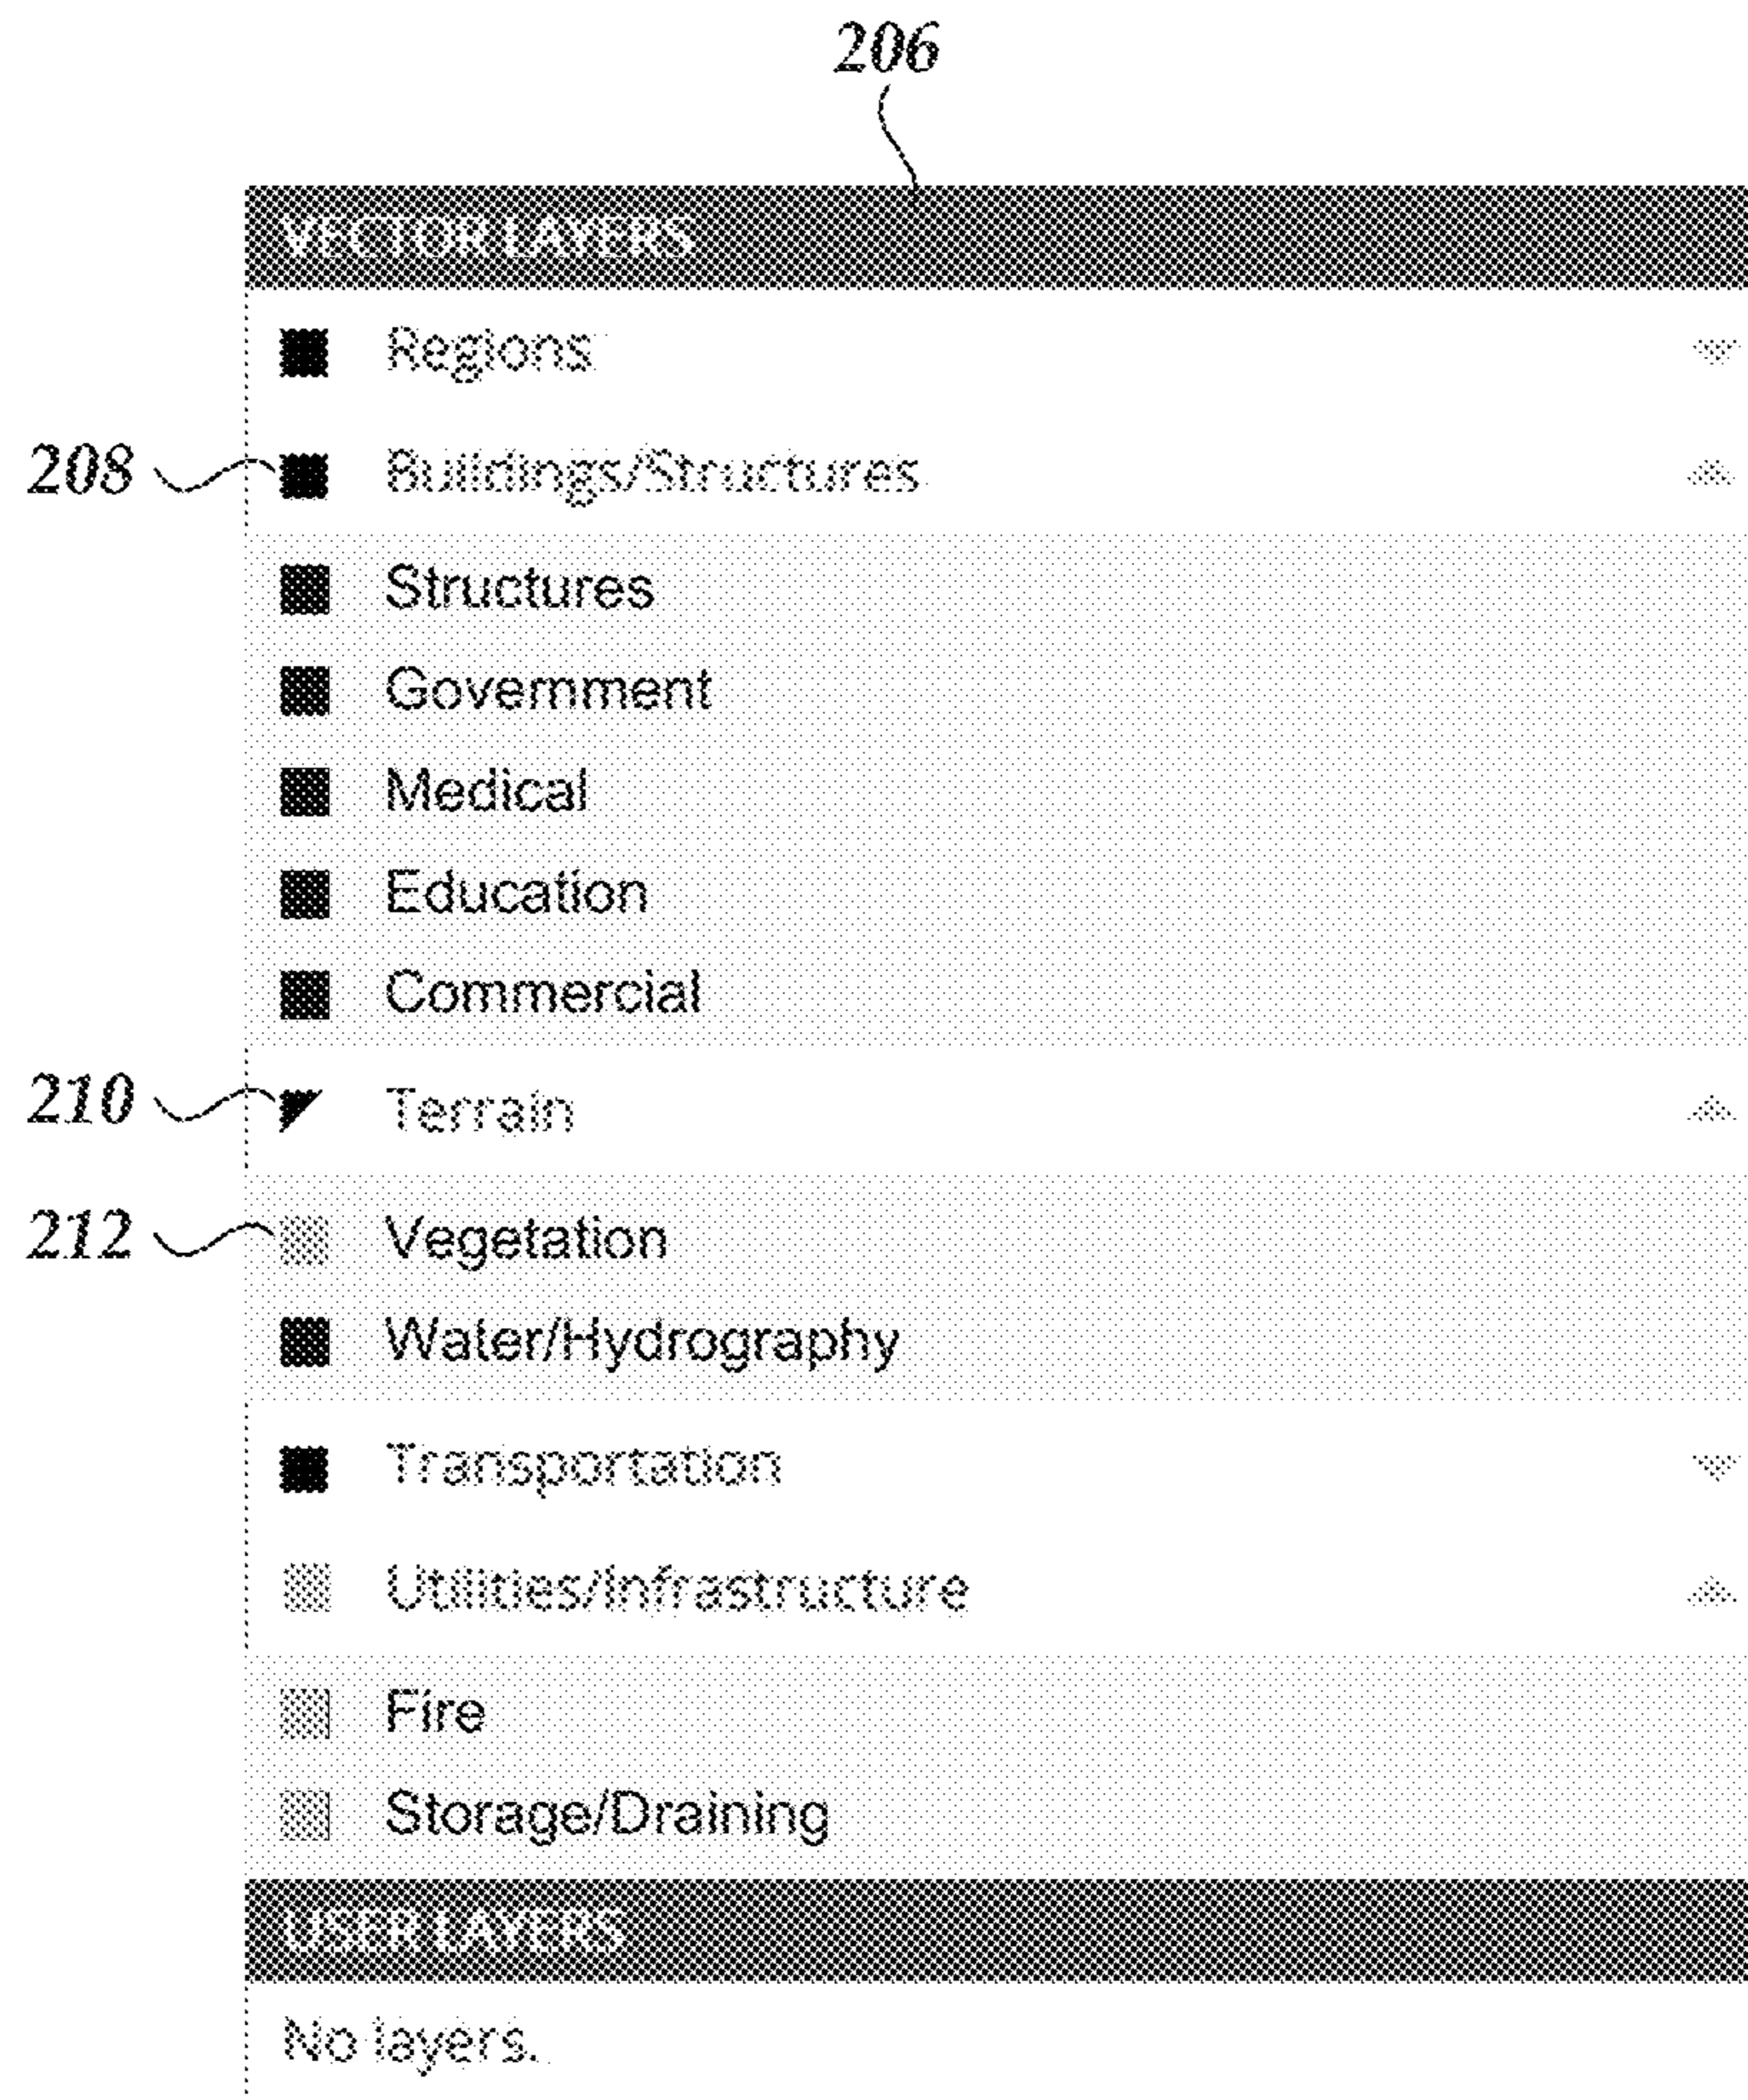 206
VECTOR LAYERS
Regions
208 Buildings/Structures
Structures
Government
Medical
Education
Commercial
210 Terrain
212 Vegetation
Water/Hydrography
Transportation
Utilities/Infrastructure
Fire
Storage/Draining
USER LAYERS
No layers.